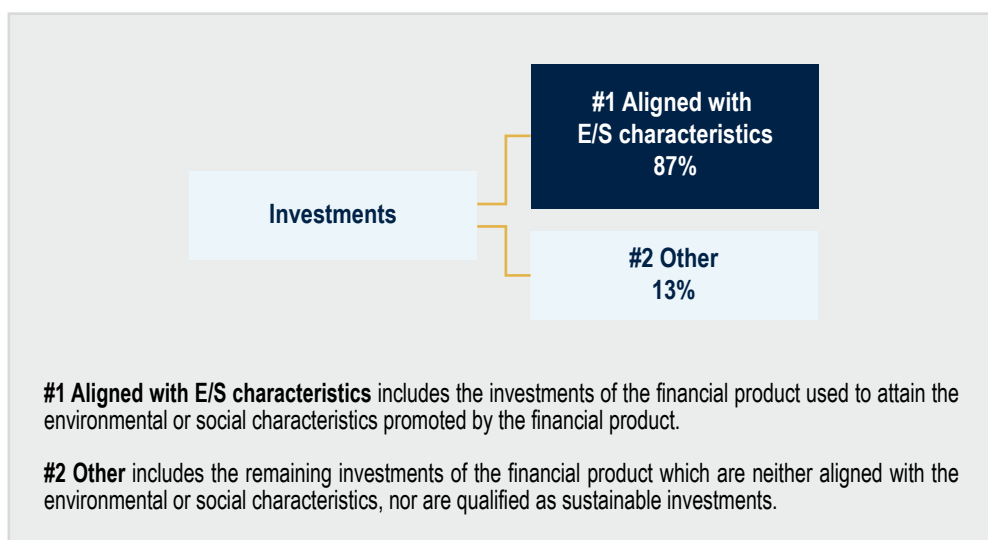 #1 Aligned with
E/S characteristics
87%
Investments
#2 Other
13%
#1 Aligned with E/S characteristics includes the investments of the financial product used to attain the
environmental or social characteristics promoted by the financial product.
#2 Other includes the remaining investments of the financial product which are neither aligned with the
environmental or social characteristics, nor are qualified as sustainable investments.